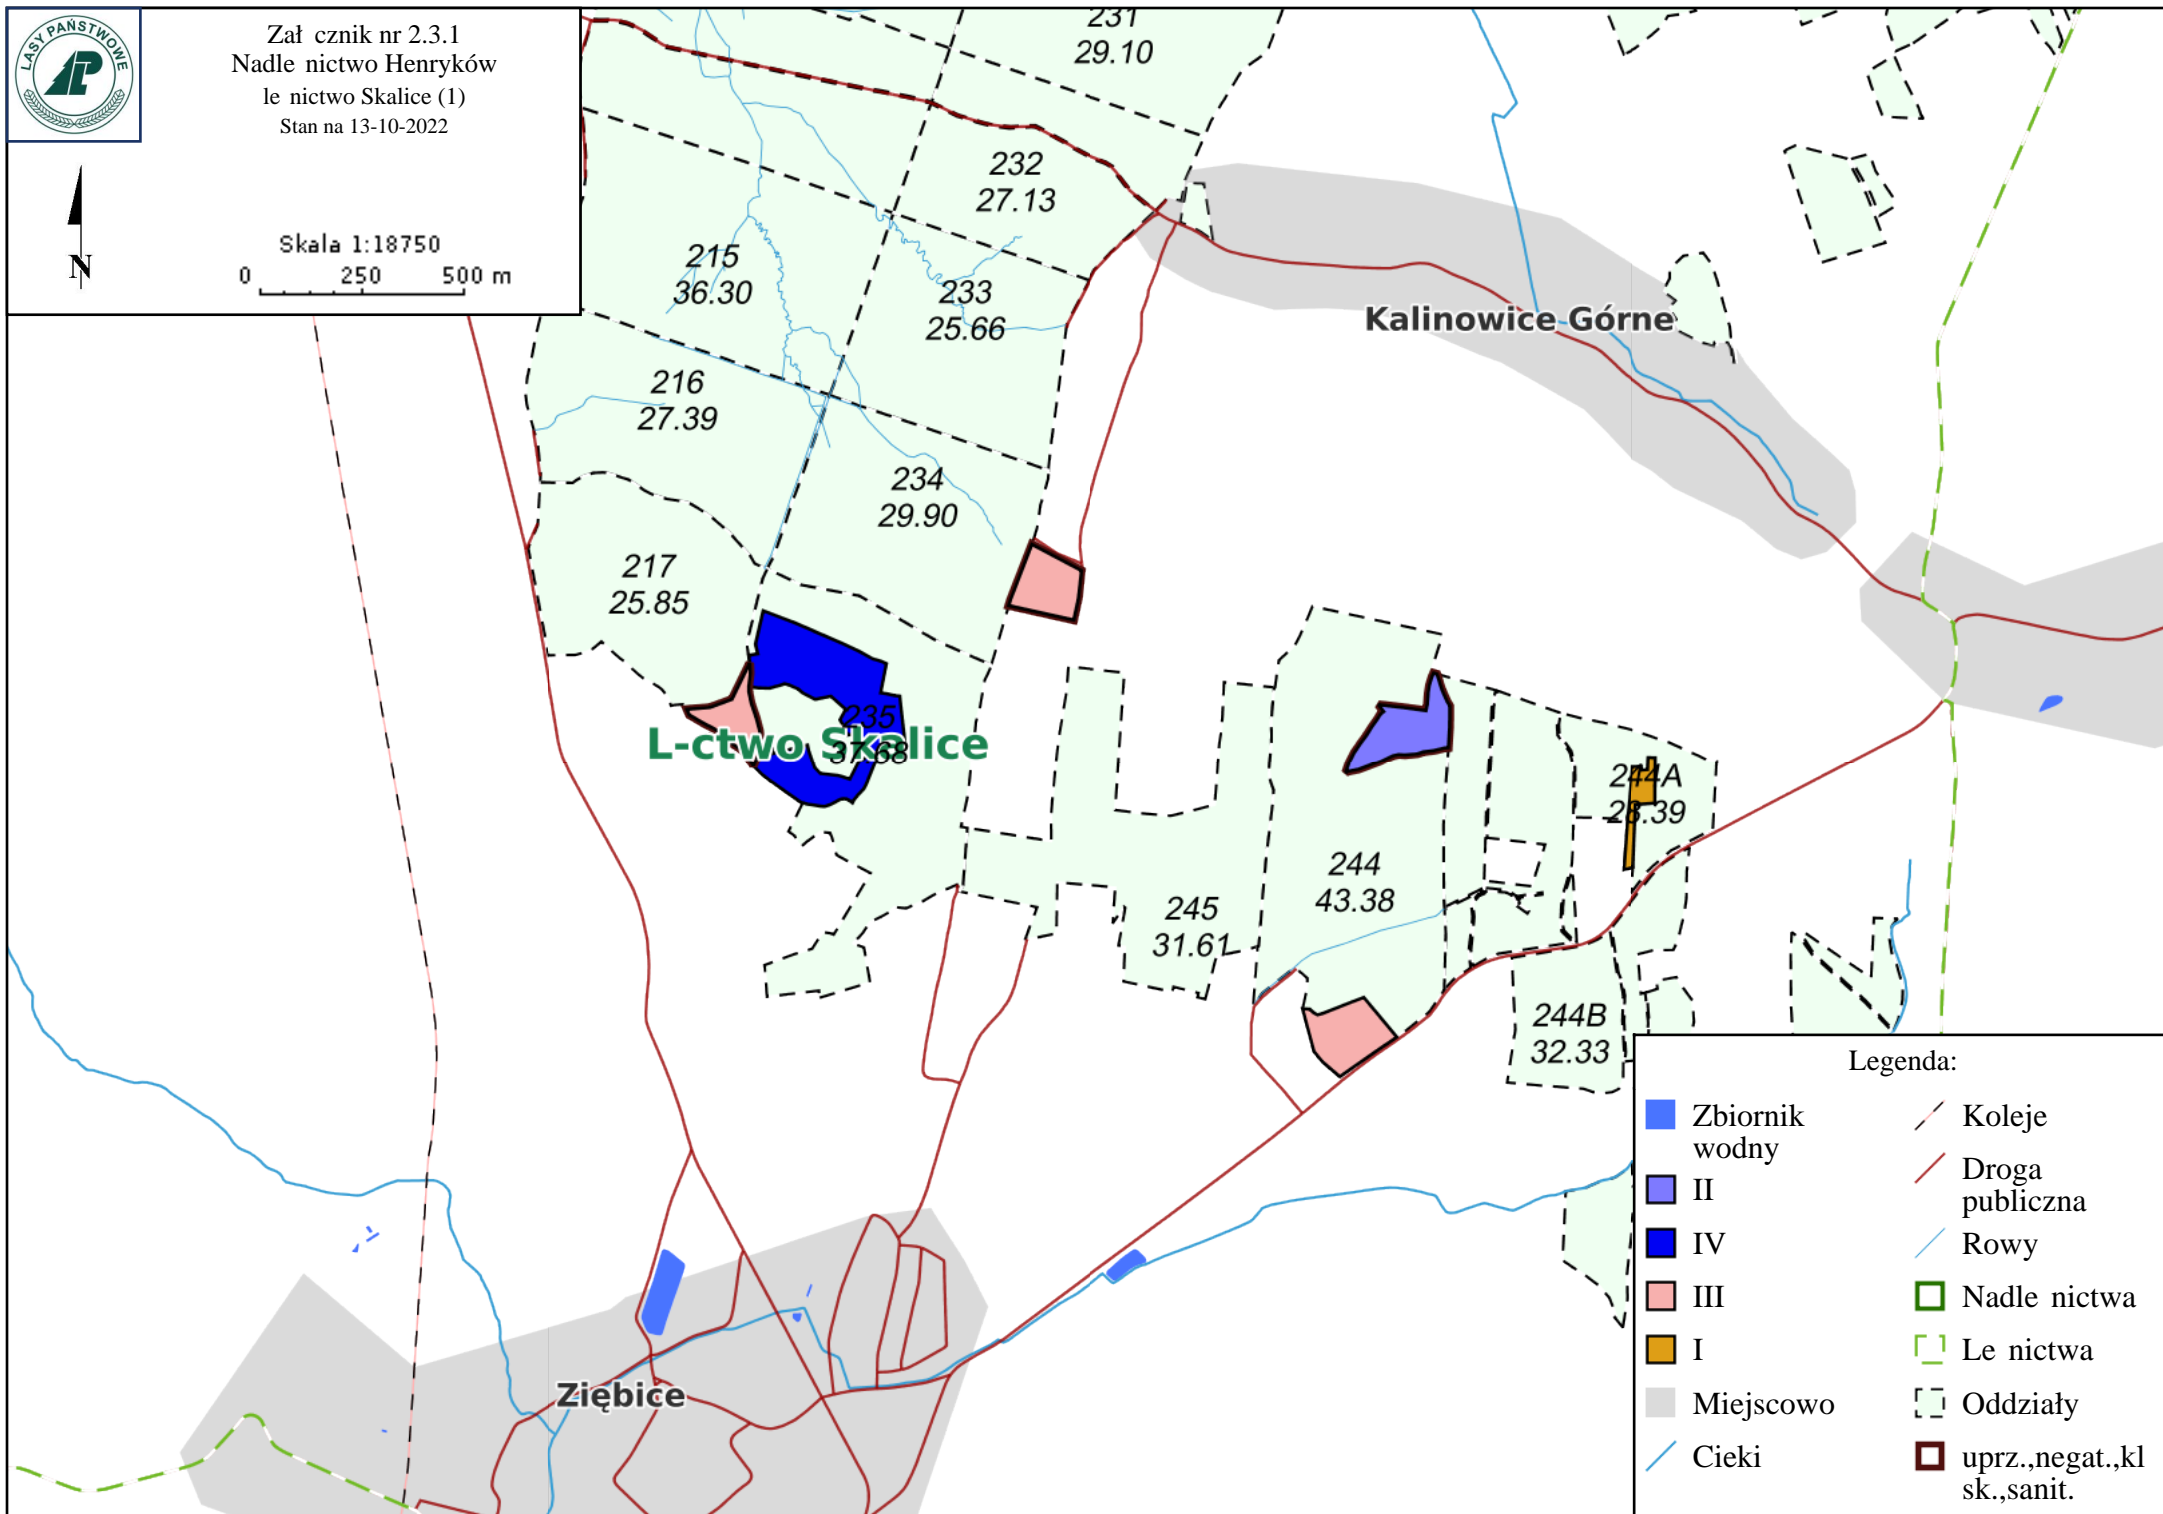 LASY PAŃSTWOWE
Zał cznik nr 2.3.1
Nadle nictwo Henryków
le nictwo Skalice (1)
Stan na 13-10-2022
N
Skala 1:18750
0 250 500 m
231
29.10
232
27.13
215
36.30
233
25.66
Kalinowice Górne
216
27.39
234
29.90
217
25.85
235
37.68
L-ctwo Skalice
244A
28.39
244
43.38
245
31.61
244B
32.33
Ziębice
Legenda:
Zbiornik
wodny
II
IV
III
I
Miejscowo
Cieki
Koleje
Droga
publiczna
Rowy
Nadle nictwa
Le nictwa
Oddziały
uprz.,negat.,kl
sk.,sanit.